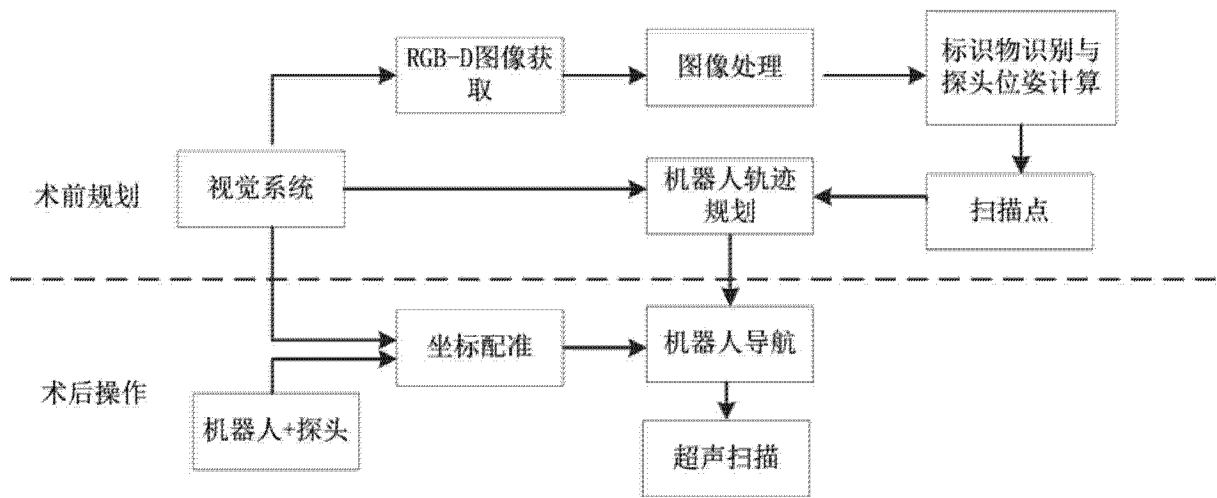 RGB-D图像获
取
图像处理
标识物识别与
探头位姿计算
术前规划
视觉系统
机器人轨迹
规划
扫描点
坐标配准
机器人导航
术后操作
机器人+探头
超声扫描